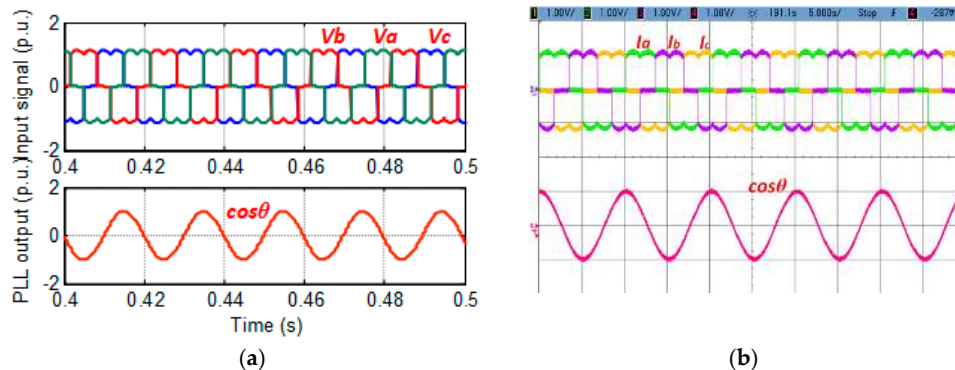 PLL output (p.u.) Input signal (p.u.)
2
0
-2
Vb Va Vc
0.4 0.42 0.44 0.46 0.48 0.5
2
0
-2
cosθ
0.4 0.42 0.44 0.46 0.48 0.5
Time (s)
(a)
1 1.00V/ 2 1.00V/ 3 1.00V/ 4 1.00V/ 191.1s 5.000s/ Stop 4
Ia Ib Ic
cosθ
(b)